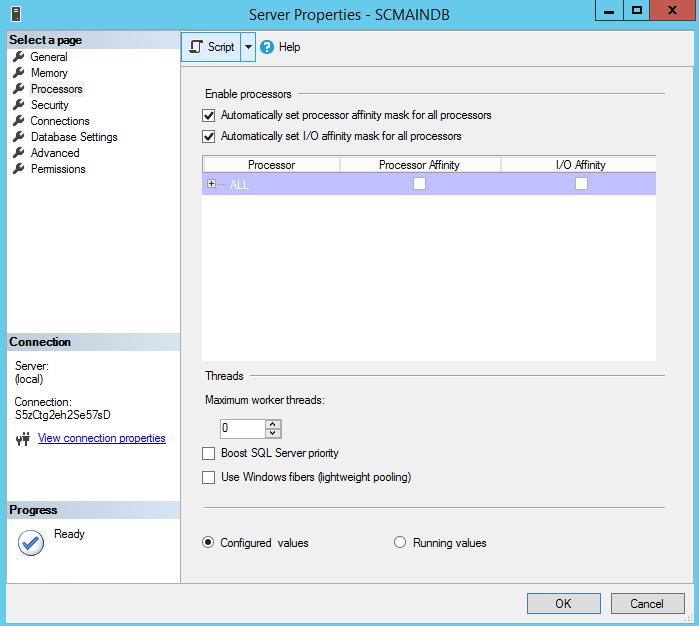 Server Properties - SCMAINDB
Select a page
General
Memory
Processors
Security
Connections
Database Settings
Advanced
Permissions
Connection
Server:
(local)
Connection:
S5zCtg2eh2Se57sD
View connection properties
Progress
Ready
Script
Help
Enable processors
Automatically set processor affinity mask for all processors
Automatically set I/O affinity mask for all processors
Processor Processor Affinity I/O Affinity
ALL
Threads
Maximum worker threads:
0
Boost SQL Server priority
Use Windows fibers (lightweight pooling)
Configured values Running values
OK Cancel